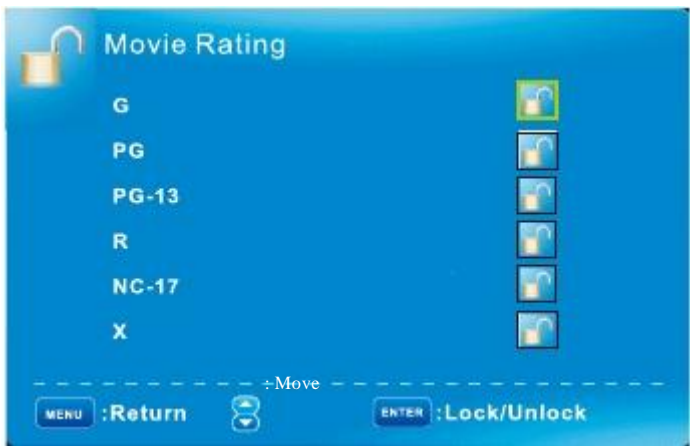 Movie Rating
G
PG
PG-13
R
NC-17
X
:Move
MENU :Return ENTER :Lock/Unlock